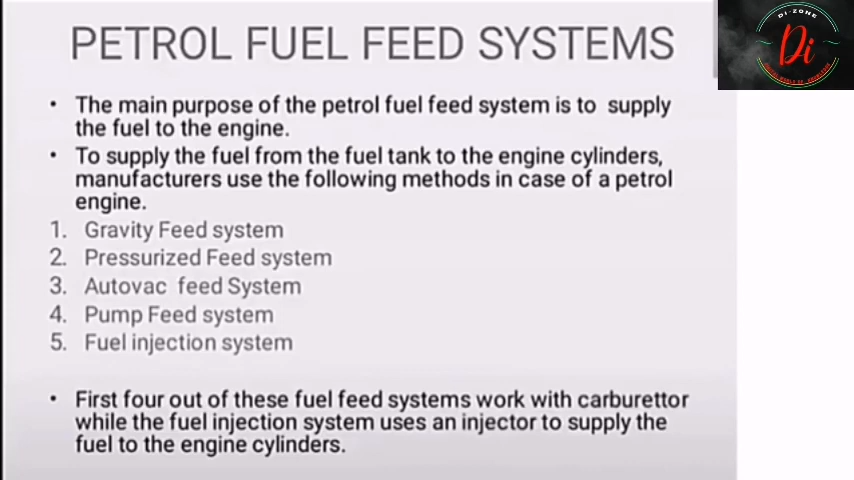 PETROL FUEL FEED SYSTEMS
DI-ZONE
Di
• The main purpose of the petrol fuel feed system is to supply
the fuel to the engine.
• To supply the fuel from the fuel tank to the engine cylinders,
manufacturers use the following methods in case of a petrol
engine.
1. Gravity Feed system
2. Pressurized Feed system
3. Autovac feed System
4. Pump Feed system
5. Fuel injection system
• First four out of these fuel feed systems work with carburettor
while the fuel injection system uses an injector to supply the
fuel to the engine cylinders.